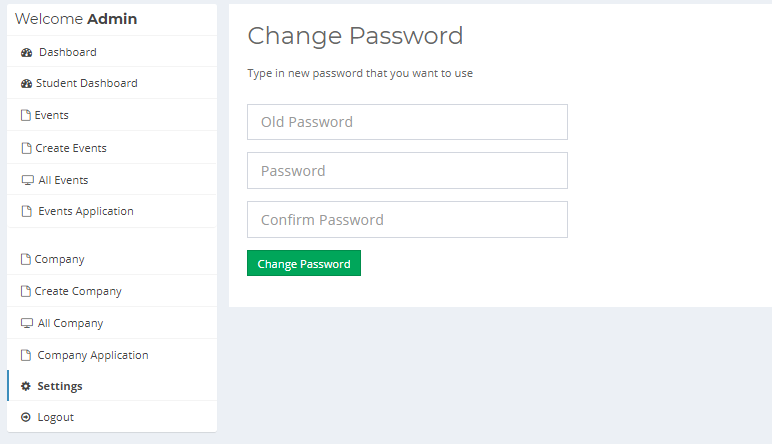 Welcome Admin
Dashboard
Student Dashboard
Events
Create Events
All Events
Events Application
Company
Create Company
All Company
Company Application
Settings
Logout
Change Password
Type in new password that you want to use
Old Password
Password
Confirm Password
Change Password